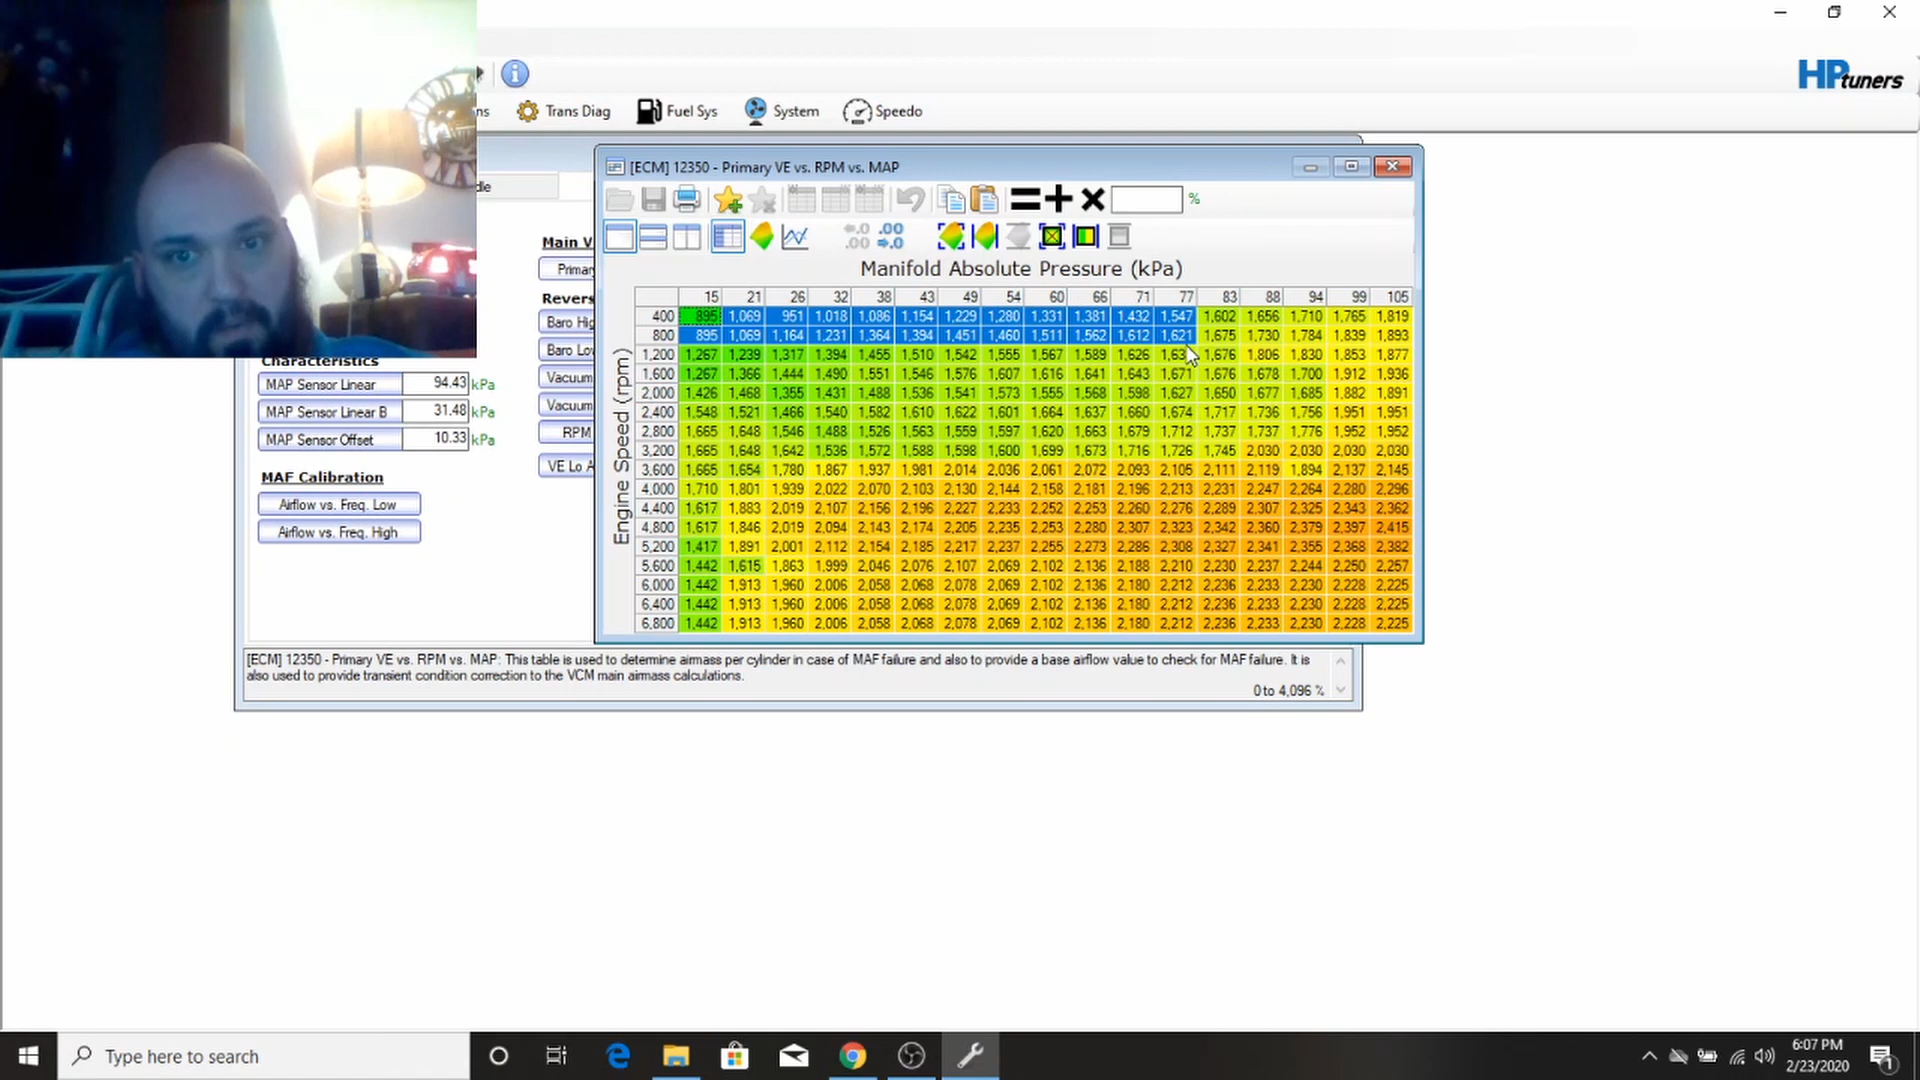 HPtuners
ns Trans Diag Fuel Sys System Speedo
[ECM] 12350 - Primary VE vs. RPM vs. MAP
%
dle
Main V
Primar
Revers
Baro Hig
Baro Lov
Vacuum
Vacuum
RPM
VE Lo A
Characteristics
MAP Sensor Linear 94.43 kPa
MAP Sensor Linear B 31.48 kPa
MAP Sensor Offset 10.33 kPa
MAF Calibration
Airflow vs. Freq. Low
Airflow vs. Freq. High
Manifold Absolute Pressure (kPa)
Engine Speed (rpm)
15 21 26 32 38 43 49 54 60 66 71 77 83 88 94 99 105
400 895 1,069 951 1,018 1,086 1,154 1,229 1,280 1,331 1,381 1,432 1,547 1,602 1,656 1,710 1,765 1,819
800 895 1,069 1,164 1,231 1,364 1,394 1,451 1,460 1,511 1,562 1,612 1,621 1,675 1,730 1,784 1,839 1,893
1,200 1,267 1,239 1,317 1,394 1,455 1,510 1,542 1,555 1,567 1,589 1,626 1,676 1,806 1,830 1,853 1,877
1,600 1,267 1,366 1,444 1,490 1,551 1,546 1,576 1,607 1,616 1,641 1,643 1,671 1,676 1,678 1,700 1,912 1,936
2,000 1,426 1,468 1,355 1,431 1,488 1,536 1,541 1,573 1,555 1,568 1,598 1,627 1,650 1,677 1,685 1,882 1,891
2,400 1,548 1,521 1,466 1,540 1,582 1,610 1,622 1,601 1,664 1,637 1,660 1,674 1,717 1,736 1,756 1,951 1,951
2,800 1,665 1,648 1,546 1,488 1,526 1,563 1,559 1,597 1,620 1,663 1,679 1,712 1,737 1,737 1,776 1,952 1,952
3,200 1,665 1,648 1,642 1,536 1,572 1,588 1,598 1,600 1,699 1,673 1,716 1,726 1,745 2,030 2,030 2,030 2,030
3,600 1,665 1,654 1,780 1,867 1,937 1,981 2,014 2,036 2,061 2,072 2,093 2,105 2,111 2,119 1,894 2,137 2,145
4,000 1,710 1,801 1,939 2,022 2,070 2,103 2,130 2,144 2,158 2,181 2,196 2,213 2,231 2,247 2,264 2,280 2,296
4,400 1,617 1,883 2,019 2,107 2,156 2,196 2,227 2,233 2,252 2,253 2,260 2,276 2,289 2,307 2,325 2,343 2,362
4,800 1,617 1,846 2,019 2,094 2,143 2,174 2,205 2,235 2,253 2,280 2,307 2,323 2,342 2,360 2,379 2,397 2,415
5,200 1,417 1,891 2,001 2,112 2,154 2,185 2,217 2,237 2,255 2,273 2,286 2,308 2,327 2,341 2,355 2,368 2,382
5,600 1,442 1,615 1,863 1,999 2,046 2,076 2,107 2,069 2,102 2,136 2,188 2,210 2,230 2,237 2,244 2,250 2,257
6,000 1,442 1,913 1,960 2,006 2,058 2,068 2,078 2,069 2,102 2,136 2,180 2,212 2,236 2,233 2,230 2,228 2,225
6,400 1,442 1,913 1,960 2,006 2,058 2,068 2,078 2,069 2,102 2,136 2,180 2,212 2,236 2,233 2,230 2,228 2,225
6,800 1,442 1,913 1,960 2,006 2,058 2,068 2,078 2,069 2,102 2,136 2,180 2,212 2,236 2,233 2,230 2,228 2,225
[ECM] 12350 - Primary VE vs. RPM vs. MAP: This table is used to determine airmass per cylinder in case of MAF failure and also to provide a base airflow value to check for MAF failure. It is
also used to provide transient condition correction to the VCM main airmass calculations.
0 to 4,096 %
Type here to search
6:07 PM
2/23/2020
1